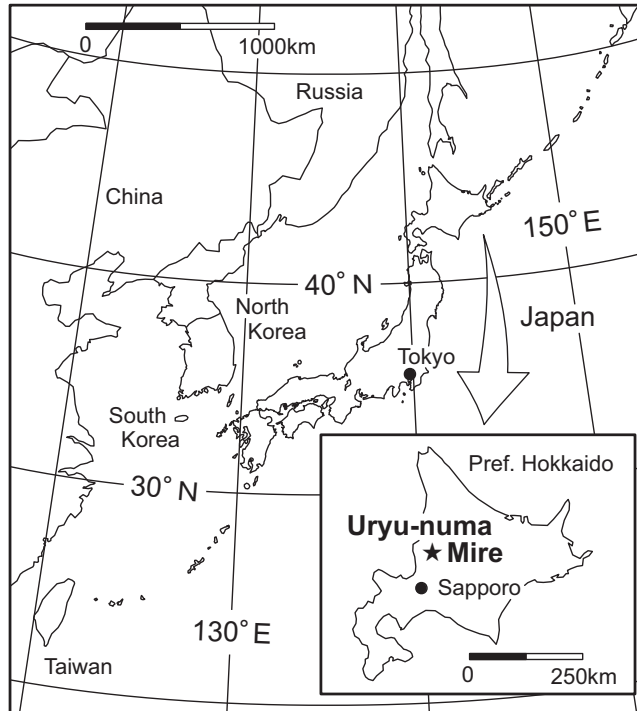 0 1000km
Russia
China
150° E
40° N
North
Korea
Japan
Tokyo
South
Korea
30° N
Pref. Hokkaido
Uryu-numa
★ Mire
Sapporo
130° E
0 250km
Taiwan